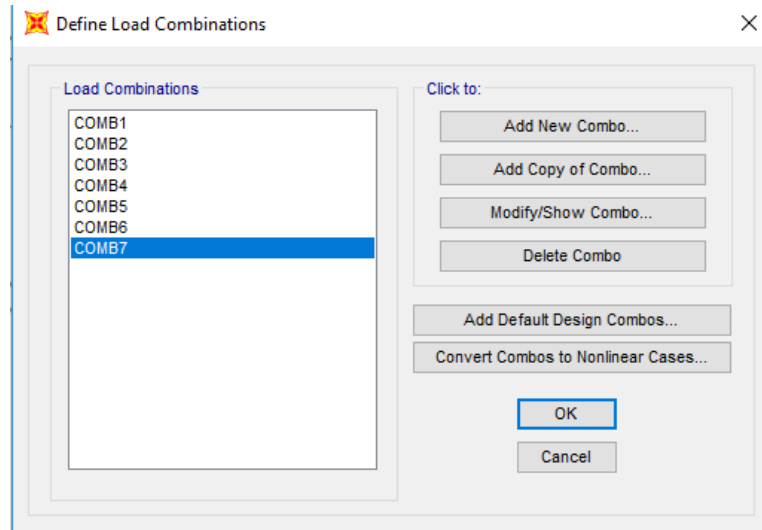 Define Load Combinations
Load Combinations
COMB1
COMB2
COMB3
COMB4
COMB5
COMB6
COMB7
Click to:
Add New Combo...
Add Copy of Combo...
Modify/Show Combo...
Delete Combo
Add Default Design Combos...
Convert Combos to Nonlinear Cases...
OK
Cancel